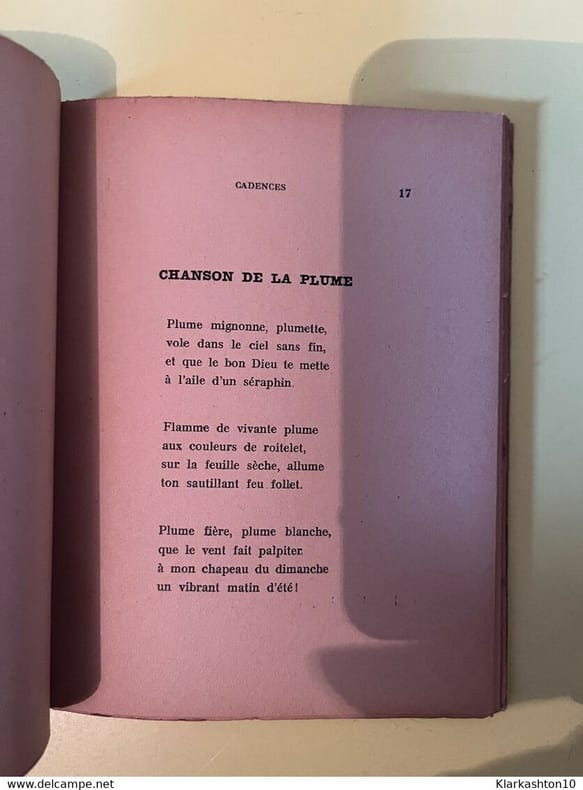 CADENCES
17
CHANSON DE LA PLUME
Plume mignonne, plumette,
vole dans le ciel sans fin,
et que le bon Dieu te mette
à l'aile d'un séraphin.
Flamme de vivante plume
aux couleurs de roitelet,
sur la feuille sèche, allume
ton sautillant feu follet.
Plume fière, plume blanche,
que le vent fait palpiter
à mon chapeau du dimanche
un vibrant matin d'été!
www.delcampe.net
Klarkashton10